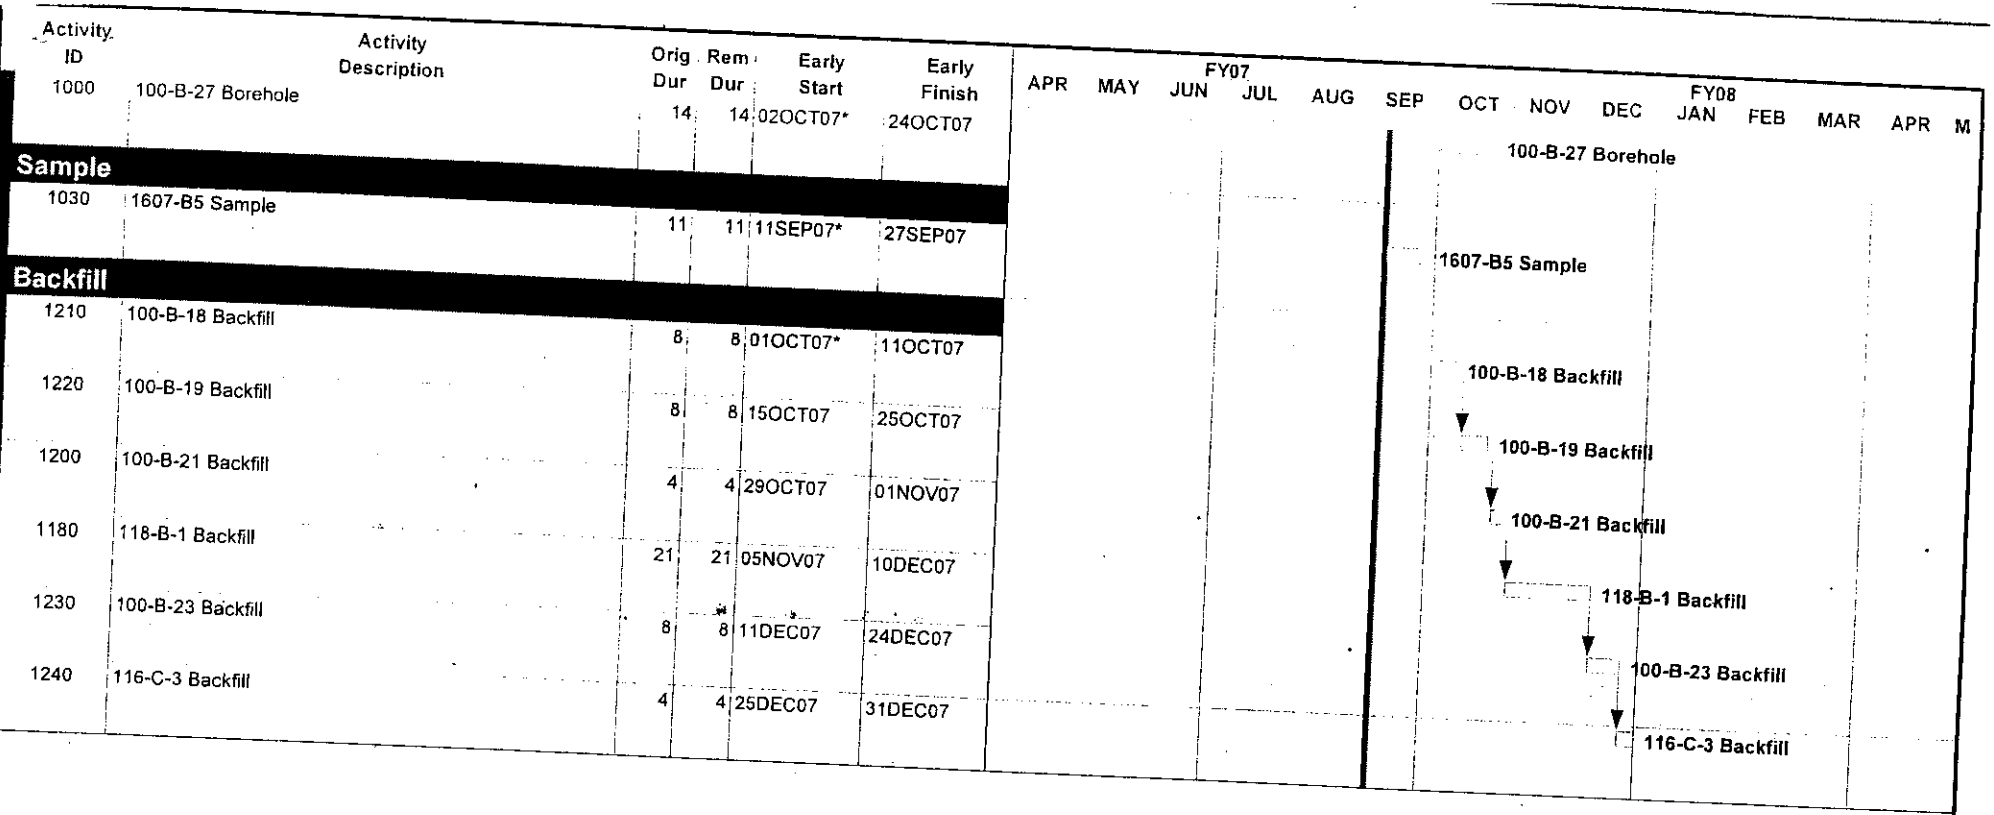 Activity ID Activity Description Orig Dur Rem Dur Early Start Early Finish
FY07 FY08
APR MAY JUN JUL AUG SEP OCT NOV DEC JAN FEB MAR APR M
1000 100-B-27 Borehole 14 14 02OCT07* 24OCT07 100-B-27 Borehole
Sample
1030 1607-B5 Sample 11 11 11SEP07* 27SEP07 1607-B5 Sample
Backfill
1210 100-B-18 Backfill 8 8 01OCT07* 11OCT07 100-B-18 Backfill
1220 100-B-19 Backfill 8 8 15OCT07 25OCT07 100-B-19 Backfill
1200 100-B-21 Backfill 4 4 29OCT07 01NOV07 100-B-21 Backfill
1180 118-B-1 Backfill 21 21 05NOV07 10DEC07 118-B-1 Backfill
1230 100-B-23 Backfill 8 8 11DEC07 24DEC07 100-B-23 Backfill
1240 116-C-3 Backfill 4 4 25DEC07 31DEC07 116-C-3 Backfill